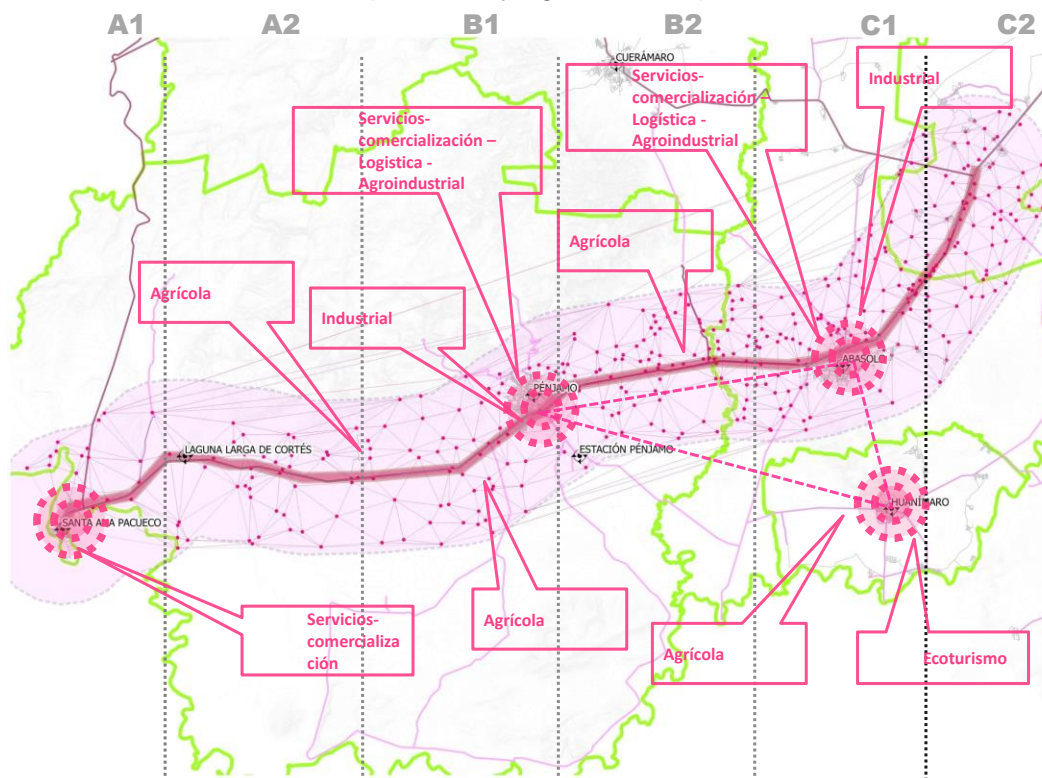 A1
A2
B1
B2
C1
C2
CUERÁMARO
Servicios-
comercialización –
Logística -
Agroindustrial
Industrial
Servicios-
comercialización –
Logistica -
Agroindustrial
Agrícola
Agrícola
Industrial
ABASOLO
PÉNJAMO
LAGUNA LARGA DE CORTÉS
ESTACIÓN PÉNJAMO
HUANÍMARO
SANTA ANA PACUECO
Servicios-
comercializa
ción
Agrícola
Agrícola
Ecoturismo